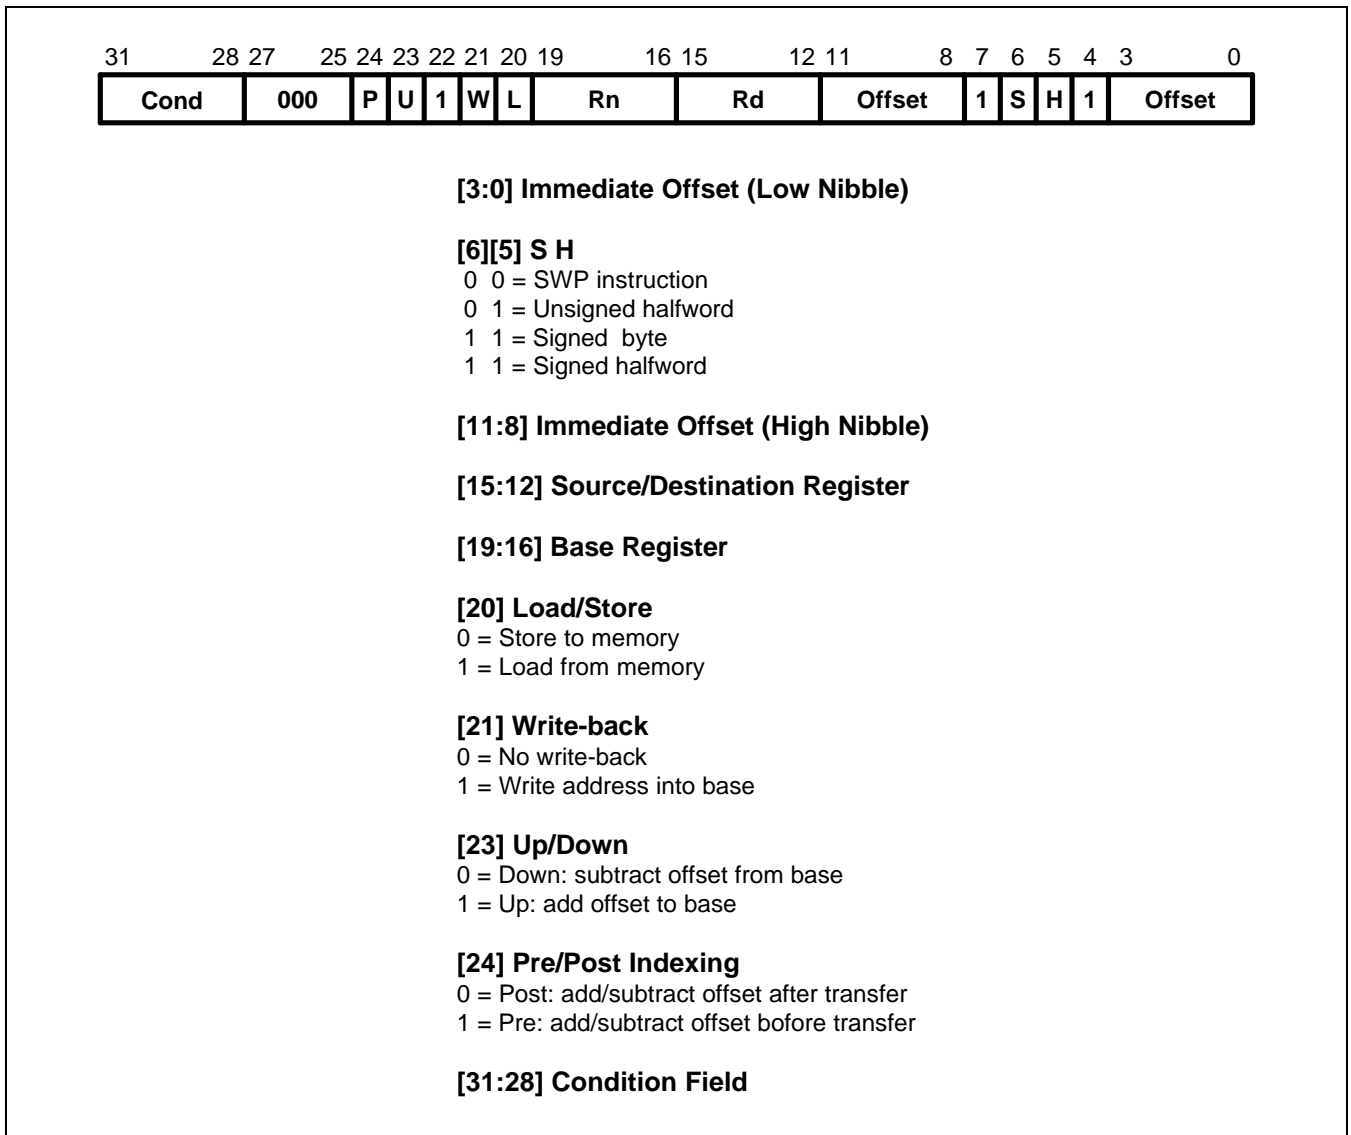 31 28 27 25 24 23 22 21 20 19 16 15 12 11 8 7 6 5 4 3 0
Cond 000 P U 1 W L Rn Rd Offset 1 S H 1 Offset
[3:0] Immediate Offset (Low Nibble)
[6][5] S H
0 0 = SWP instruction
0 1 = Unsigned halfword
1 1 = Signed byte
1 1 = Signed halfword
[11:8] Immediate Offset (High Nibble)
[15:12] Source/Destination Register
[19:16] Base Register
[20] Load/Store
0 = Store to memory
1 = Load from memory
[21] Write-back
0 = No write-back
1 = Write address into base
[23] Up/Down
0 = Down: subtract offset from base
1 = Up: add offset to base
[24] Pre/Post Indexing
0 = Post: add/subtract offset after transfer
1 = Pre: add/subtract offset bofore transfer
[31:28] Condition Field